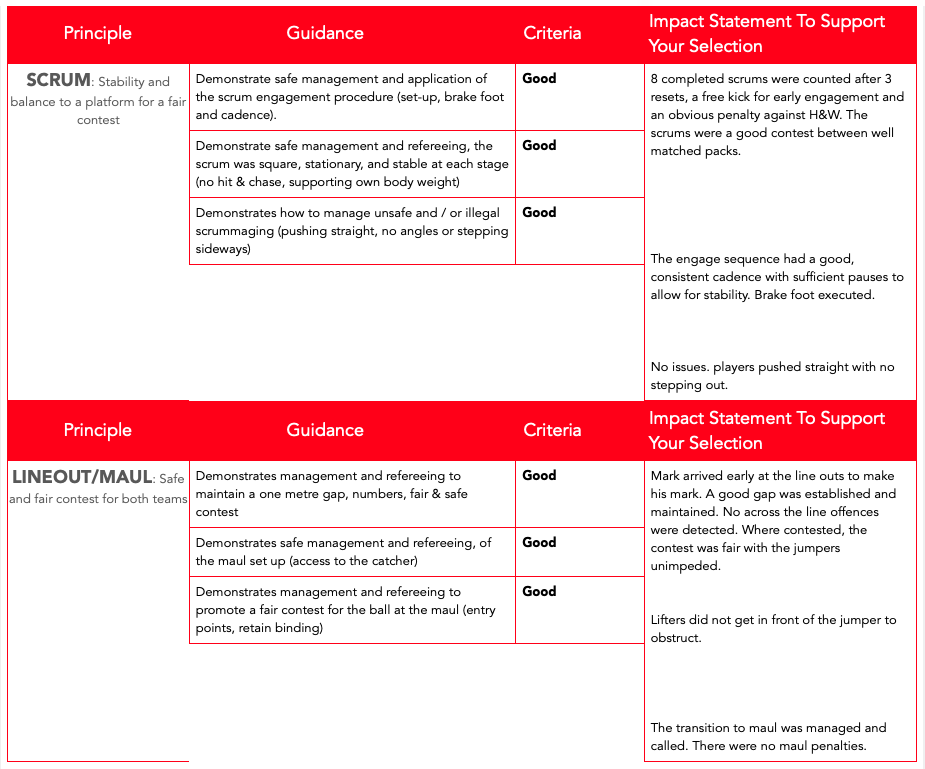 Principle
Guidance
Criteria
Impact Statement To Support
Your Selection
SCRUM: Stability and
balance to a platform for a fair
contest
Demonstrate safe management and application of
the scrum engagement procedure (set-up, brake foot
and cadence).
Good
Demonstrate safe management and refereeing, the
scrum was square, stationary, and stable at each stage
(no hit & chase, supporting own body weight)
Good
Demonstrates how to manage unsafe and / or illegal
scrummaging (pushing straight, no angles or stepping
sideways)
Good
8 completed scrums were counted after 3
resets, a free kick for early engagement and
an obvious penalty against H&W. The
scrums were a good contest between well
matched packs.
The engage sequence had a good,
consistent cadence with sufficient pauses to
allow for stability. Brake foot executed.
No issues. players pushed straight with no
stepping out.
Principle
Guidance
Criteria
Impact Statement To Support
Your Selection
LINEOUT/MAUL: Safe
and fair contest for both teams
Demonstrates management and refereeing to
maintain a one metre gap, numbers, fair & safe
contest
Good
Demonstrates safe management and refereeing, of
the maul set up (access to the catcher)
Good
Demonstrates management and refereeing to
promote a fair contest for the ball at the maul (entry
points, retain binding)
Good
Mark arrived early at the line outs to make
his mark. A good gap was established and
maintained. No across the line offences
were detected. Where contested, the
contest was fair with the jumpers
unimpeded.
Lifters did not get in front of the jumper to
obstruct.
The transition to maul was managed and
called. There were no maul penalties.